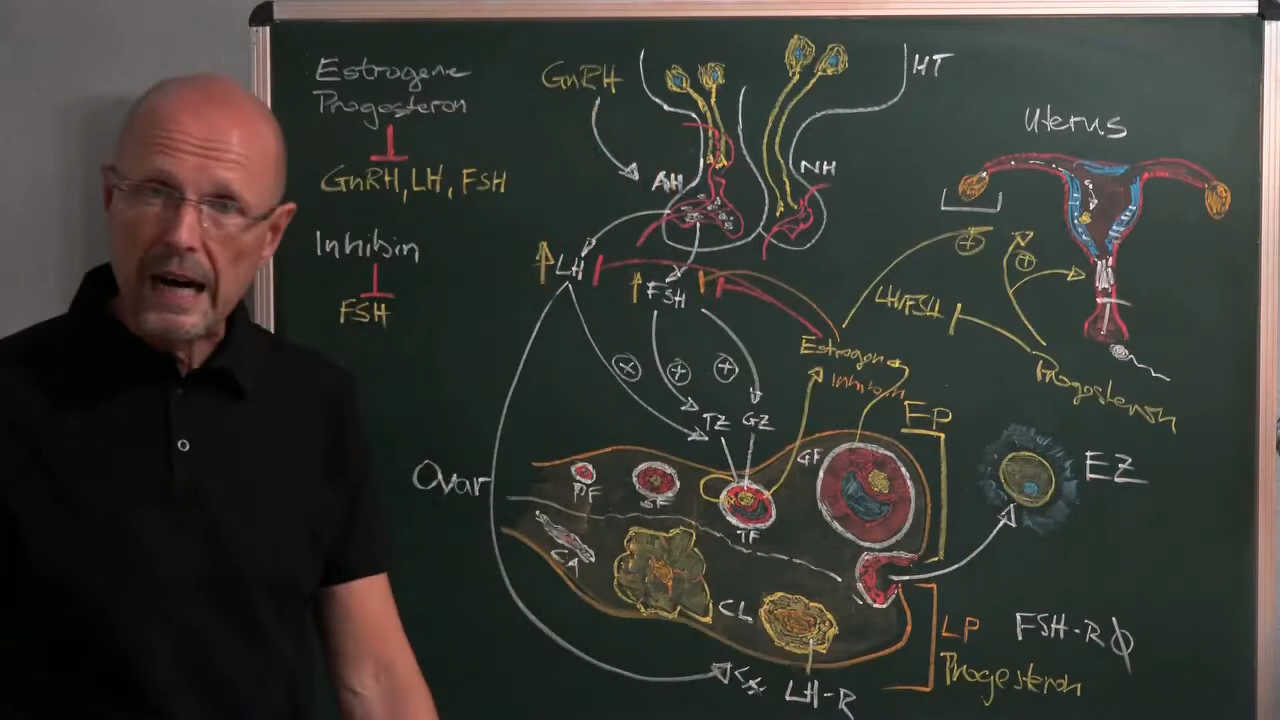 Estrogene
Progesteron
GnRH, LH, FSH
Inhibin
FSH
GnRH
HT
AH
NH
Uterus
LH
FSH
LH/FSH
Estrogene
Inhibin
Progesteron
TZ GZ
EP
Ovar
PF
SF
TF
GF
EZ
CA
CL
LH-R
LP
Progesteron
FSH-R